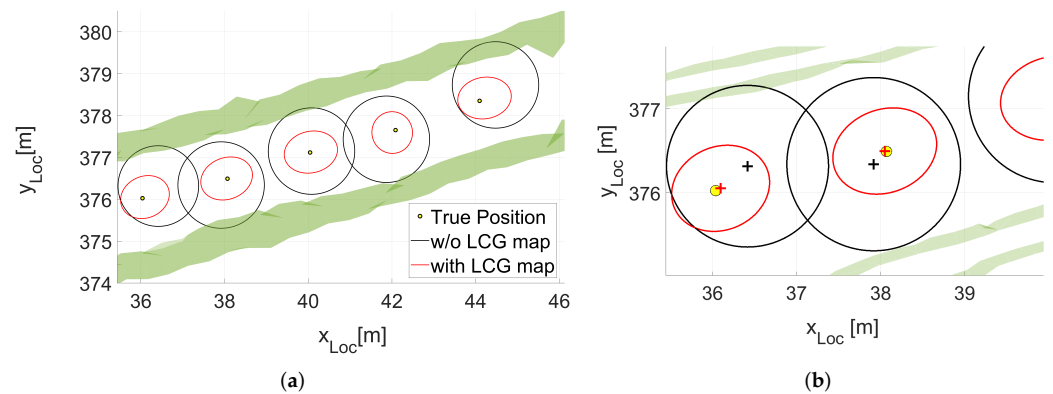 380
379
378
377
376
375
374
y_Loc [m]
36
38
40
42
44
46
x_Loc[m]
True Position
w/o LCG map
with LCG map
(a)
377
376
y_Loc [m]
36
37
38
39
x_Loc [m]
(b)